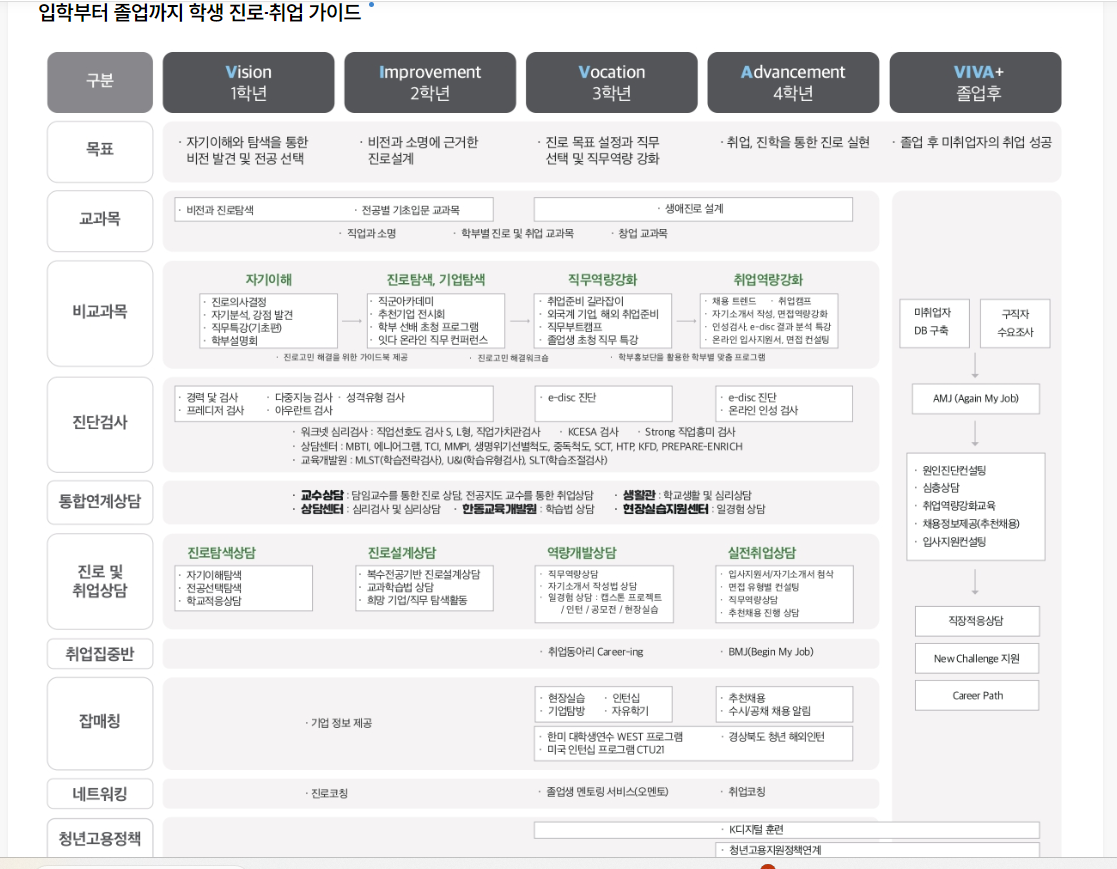 입학부터 졸업까지 학생 진로·취업 가이드
구분
Vision
1학년
Improvement
2학년
Vocation
3학년
Advancement
4학년
VIVA+
졸업후
목표
· 자기이해와 탐색을 통한
비전 발견 및 전공 선택
· 비전과 소명에 근거한
진로설계
· 진로 목표 설정과 직무
선택 및 직무역량 강화
· 취업, 진학을 통한 진로 실현
· 졸업 후 미취업자의 취업 성공
교과목
· 비전과 진로탐색
· 전공별 기초입문 교과목
· 생애진로 설계
· 직업과 소명
· 학부별 진로 및 취업 교과목
· 창업 교과목
비교과목
자기이해
· 진로의사결정
· 자기분석, 강점 발견
· 직무특강(기초편)
· 학부설명회
진로탐색, 기업탐색
· 직군아카데미
· 추천기업 전시회
· 학부 선배 초청 프로그램
· 잇다 온라인 직무 컨퍼런스
직무역량강화
· 취업준비 길라잡이
· 외국계 기업, 해외 취업준비
· 직무부트캠프
· 졸업생 초청 직무 특강
취업역량강화
· 채용 트렌드 · 취업캠프
· 자기소개서 작성, 면접역량강화
· 인성검사, e-disc 결과 분석 특강
· 온라인 입사지원서, 면접 컨설팅
· 진로고민 해결을 위한 가이드북 제공
· 진로고민 해결워크숍
· 학부홍보단을 활용한 학부별 맞춤 프로그램
미취업자
DB 구축
구직자
수요조사
AMJ (Again My Job)
· 원인진단컨설팅
· 심층상담
· 취업역량강화교육
· 채용정보제공(추천채용)
· 입사지원컨설팅
직장적응상담
New Challenge 지원
Career Path
진단검사
· 경력 닻 검사 · 다중지능 검사 · 성격유형 검사
· 프레디저 검사 · 아우란트 검사
· e-disc 진단
· e-disc 진단
· 온라인 인성 검사
· 워크넷 심리검사 : 직업선호도 검사 S, L형, 직업가치관검사 · KCESA 검사 · Strong 직업흥미 검사
· 상담센터 : MBTI, 에니어그램, TCI, MMPI, 생명위기선별척도, 중독척도, SCT, HTP, KFD, PREPARE-ENRICH
· 교육개발원 : MLST(학습전략검사), U&I(학습유형검사), SLT(학습조절검사)
통합연계상담
· 교수상담 : 담임교수를 통한 진로 상담, 전공지도 교수를 통한 취업상담 · 생활관 : 학교생활 및 심리상담
· 상담센터 : 심리검사 및 심리상담 · 한동교육개발원 : 학습법 상담 · 현장실습지원센터 : 일경험 상담
진로 및
취업상담
진로탐색상담
· 자기이해탐색
· 전공선택탐색
· 학교적응상담
진로설계상담
· 복수전공기반 진로설계상담
· 교과학습법 상담
· 희망 기업/직무 탐색활동
역량개발상담
· 직무역량상담
· 자기소개서 작성법 상담
· 일경험 상담 : 캡스톤 프로젝트
/ 인턴 / 공모전 / 현장실습
실전취업상담
· 입사지원서/자기소개서 첨삭
· 면접 유형별 컨설팅
· 직무역량상담
· 추천채용 진행 상담
취업집중반
· 취업동아리 Career-ing
· BMJ(Begin My Job)
잡매칭
· 기업 정보 제공
· 현장실습 · 인턴십
· 기업탐방 · 자유학기
· 추천채용
· 수시/공채 채용 알림
· 한미 대학생연수 WEST 프로그램
· 미국 인턴십 프로그램 CTU21
· 경상북도 청년 해외인턴
네트워킹
· 진로코칭
· 졸업생 멘토링 서비스(오멘토)
· 취업코칭
청년고용정책
· K디지털 훈련
· 청년고용지원정책연계